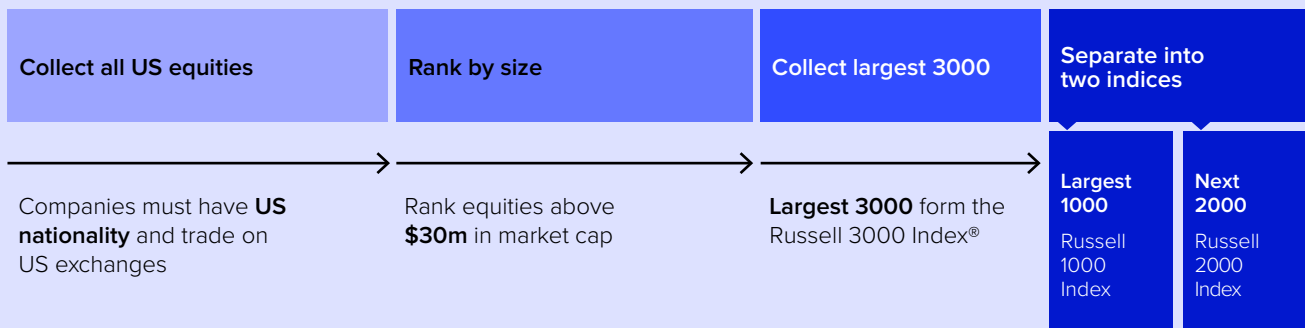 Collect all US equities
Rank by size
Collect largest 3000
Separate into
two indices
Companies must have US
nationality and trade on
US exchanges
Rank equities above
$30m in market cap
Largest 3000 form the
Russell 3000 Index®
Largest
1000
Russell
1000
Index
Next
2000
Russell
2000
Index